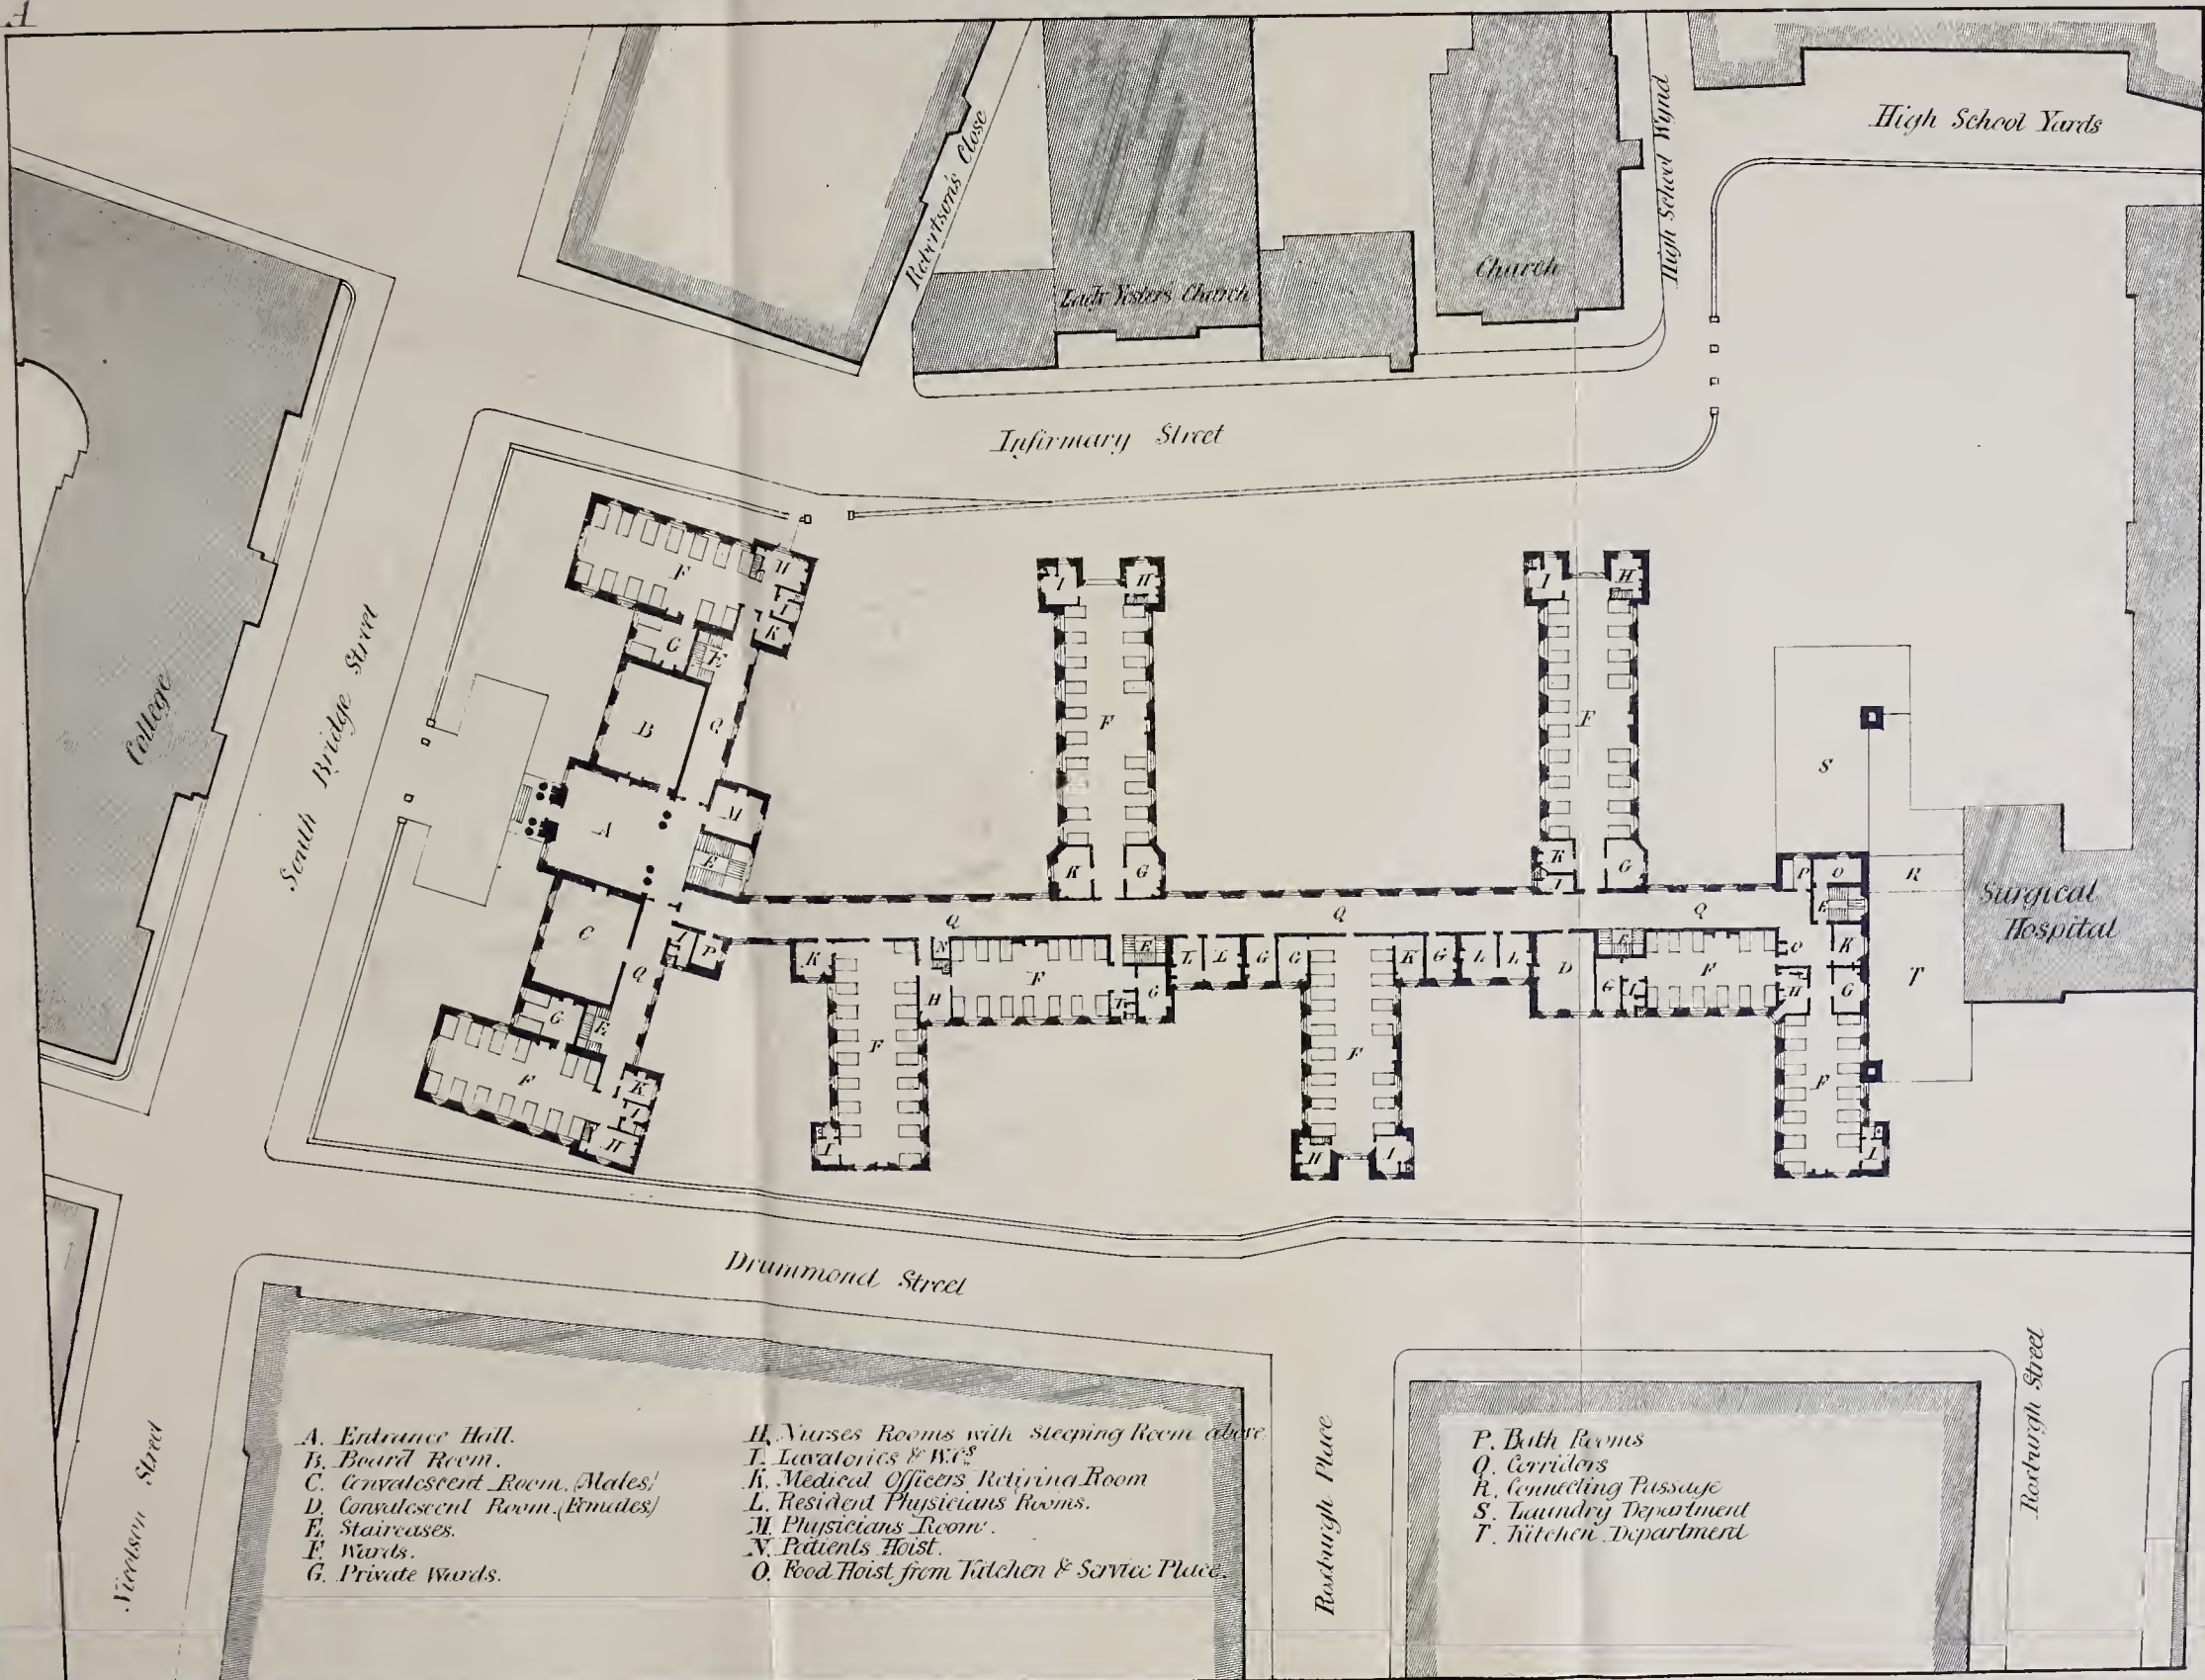 A
High School Yards
High School Wynd
Robertson's Close
Church
Lady Yester's Church
Infirmary Street
College
South Bridge Street
H
F
I
K
G
E
B
Q
M
A
E
C
Q
I
P
G
E
F
K
I
H
I
H
F
K
G
I
H
F
K
I
G
S
R
T
Surgical
Hospital
Q
Q
Q
P
O
E
K
N
F
E
L
L
G
G
K
G
L
L
D
E
F
O
K
H
G
I
G
G
I
H
G
F
F
F
I
H
I
I
Drummond Street
Nicolson Street
Roxburgh Place
Roxburgh Street
A. Entrance Hall.
B. Board Room.
C. Convalescent Room. (Males)
D. Convalescent Room. (Females)
E. Staircases.
F. Wards.
G. Private Wards.
H. Nurses Rooms with Sleeping Room above.
I. Lavatories & W.Cs
K. Medical Officers Retiring Room
L. Resident Physicians Rooms.
M. Physicians Room.
N. Patients Hoist.
O. Food Hoist from Kitchen & Service Place.
P. Bath Rooms
Q. Corridors
R. Connecting Passage
S. Laundry Department
T. Kitchen Department